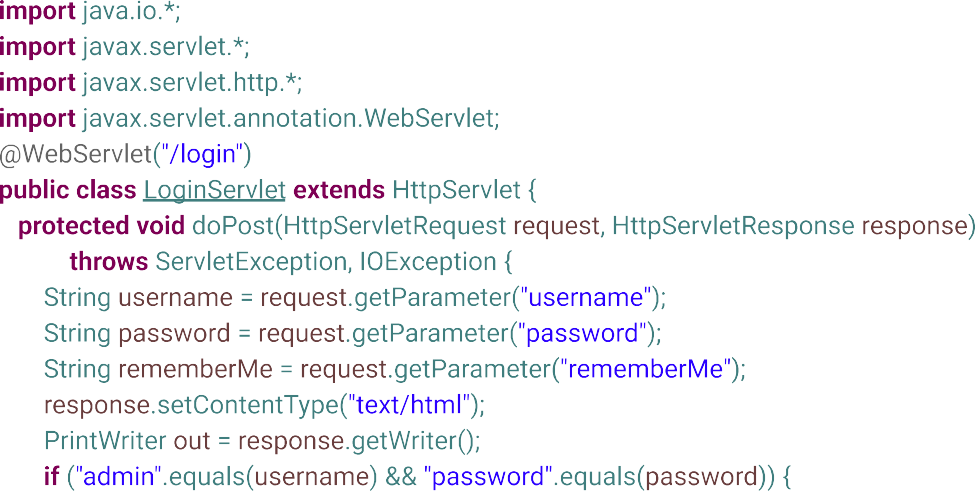 import java.io.*;
import javax.servlet.*;
import javax.servlet.http.*;
import javax.servlet.annotation.WebServlet;
@WebServlet("/login")
public class LoginServlet extends HttpServlet {
protected void doPost(HttpServletRequest request, HttpServletResponse response)
throws ServletException, IOException {
String username = request.getParameter("username");
String password = request.getParameter("password");
String rememberMe = request.getParameter("rememberMe");
response.setContentType("text/html");
PrintWriter out = response.getWriter();
if ("admin".equals(username) && "password".equals(password)) {